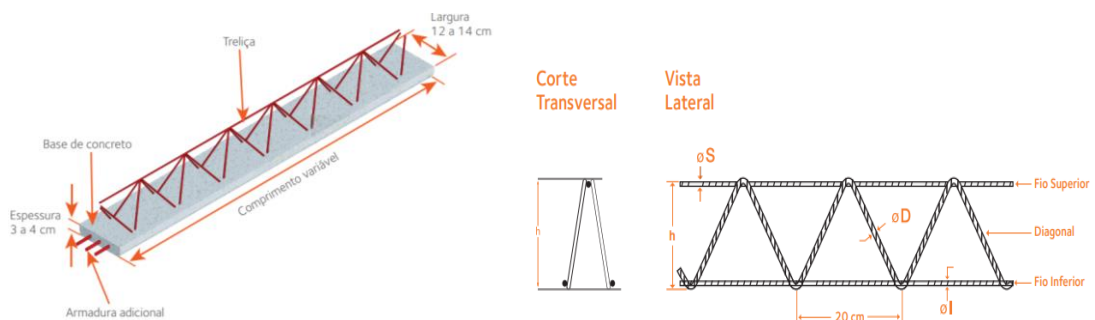 Largura
12 a 14 cm
Treliça
Base de concreto
Comprimento variável
Espessura
3 a 4 cm
Armadura adicional
Corte
Transversal
h
Vista
Lateral
øS
Fio Superior
øD
h
Diagonal
Fio Inferior
øI
20 cm